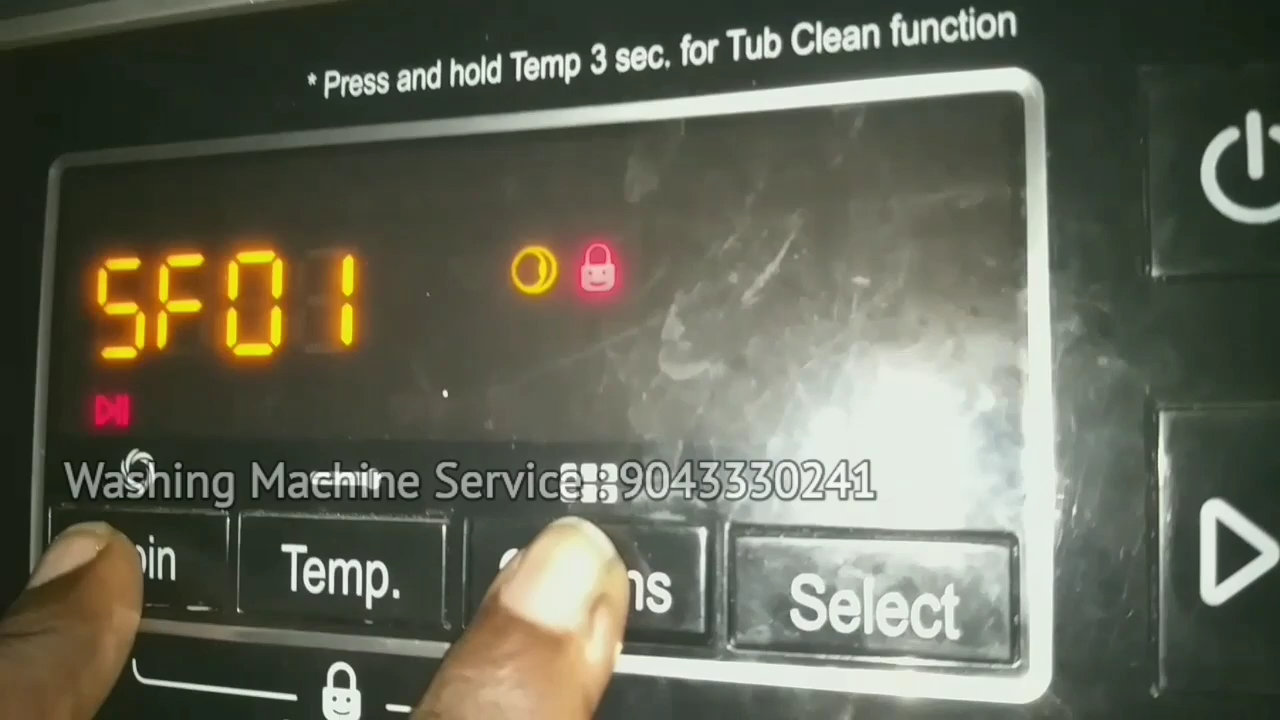 * Press and hold Temp 3 sec. for Tub Clean function
SF01
Washing Machine Service 9043330241
Temp.
Select